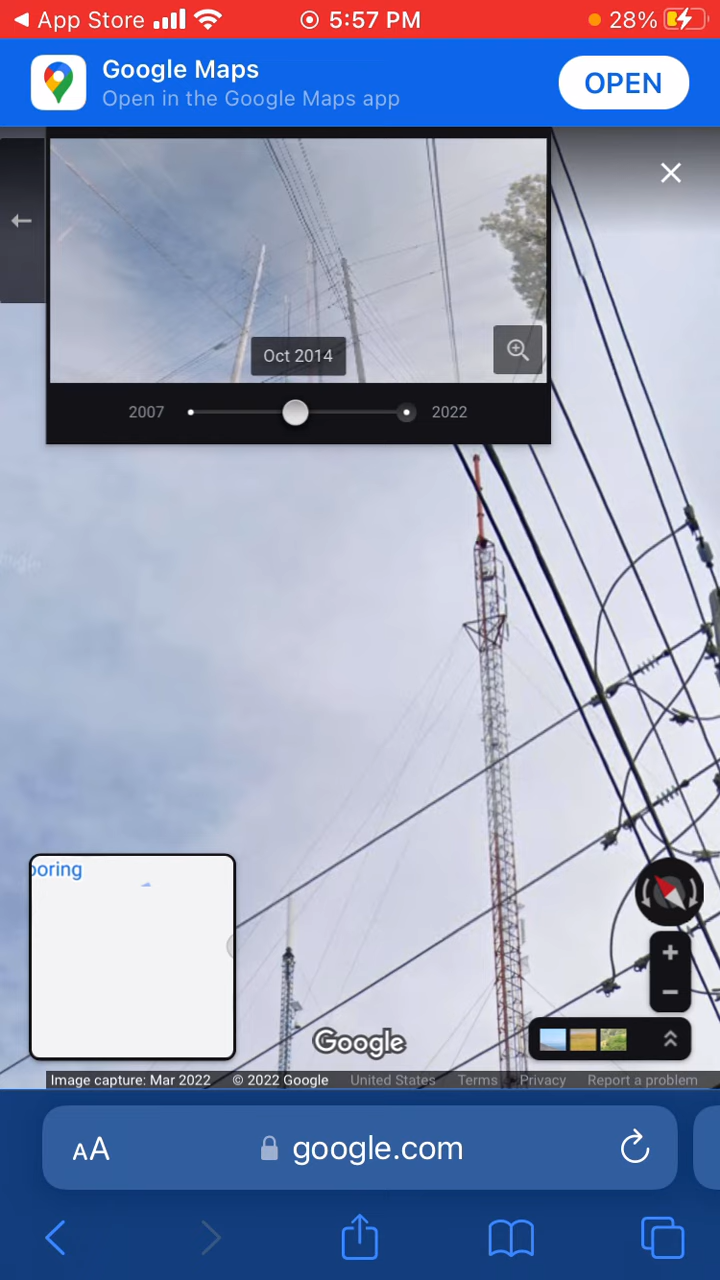 App Store
5:57 PM
28%
Google Maps
Open in the Google Maps app
OPEN
Oct 2014
2007
2022
Google
Image capture: Mar 2022
© 2022 Google
United States
Terms
Privacy
Report a problem
AA
google.com